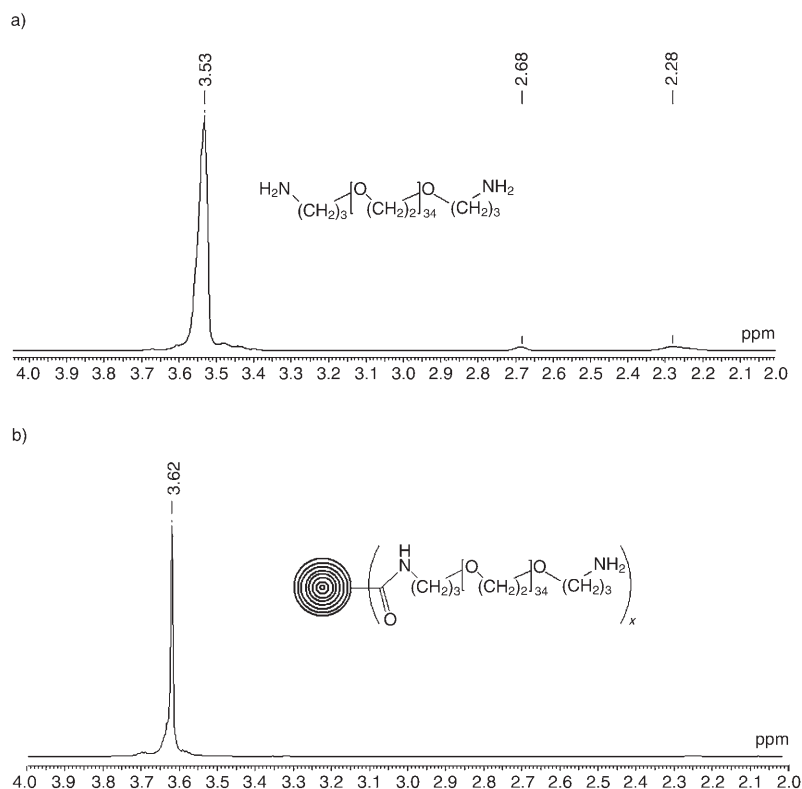 a)
3.53
2.68
2.28
H₂N
NH₂
O
O
(CH₂)₃
(CH₂)₂
34
(CH₂)₃
ppm
4.0 3.9 3.8 3.7 3.6 3.5 3.4 3.3 3.2 3.1 3.0 2.9 2.8 2.7 2.6 2.5 2.4 2.3 2.2 2.1 2.0
b)
3.62
H
N
O
O
NH₂
(CH₂)₃
(CH₂)₂
34
(CH₂)₃
O
x
ppm
4.0 3.9 3.8 3.7 3.6 3.5 3.4 3.3 3.2 3.1 3.0 2.9 2.8 2.7 2.6 2.5 2.4 2.3 2.2 2.1 2.0